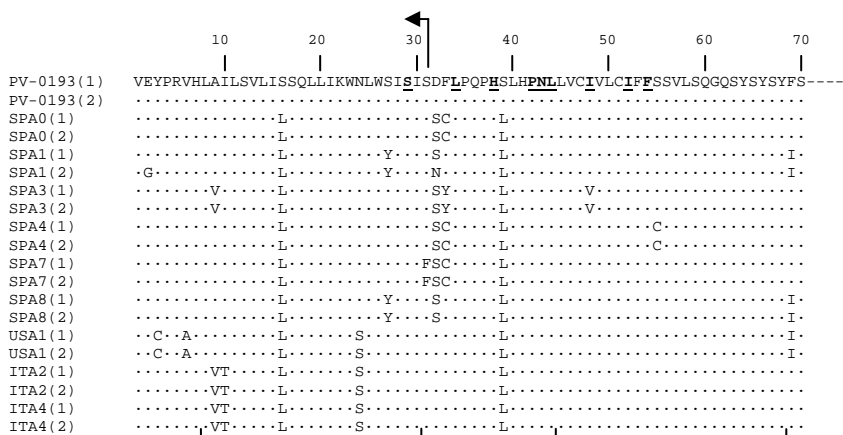 10 20 30 40 50 60 70
PV-0193(1) VEYPRVHLAILSVLISSQLLIKWNLWSISISDFLPQPHSLHPNLLVCIVLCIFFSSVLSQGQSYSYSYFS----
PV-0193(2) ······································································
SPA0(1) ···············L···············SC·····L·······························
SPA0(2) ···············L···············SC·····L·······························
SPA1(1) ···············L··········Y····S······L·····························I·
SPA1(2) ·G·············L··········Y····N······L·····························I·
SPA3(1) ········V······L···············SY·····L········V······················
SPA3(2) ········V······L···············SY·····L········V······················
SPA4(1) ···············L···············SC·····L···············C···············
SPA4(2) ···············L···············SC·····L···············C···············
SPA7(1) ···············L··············FSC·····L·······························
SPA7(2) ···············L··············FSC·····L·······························
SPA8(1) ···············L··········Y····S······L·····························I·
SPA8(2) ···············L··········Y····S······L·····························I·
USA1(1) ··C··A·········L·······S··············L·····························I·
USA1(2) ··C··A·········L·······S··············L·····························I·
ITA2(1) ········VT·····L·······S··············L·······························
ITA2(2) ········VT·····L·······S··············L·······························
ITA4(1) ········VT·····L·······S··············L·······························
ITA4(2) ········VT·····L·······S··············L·······························